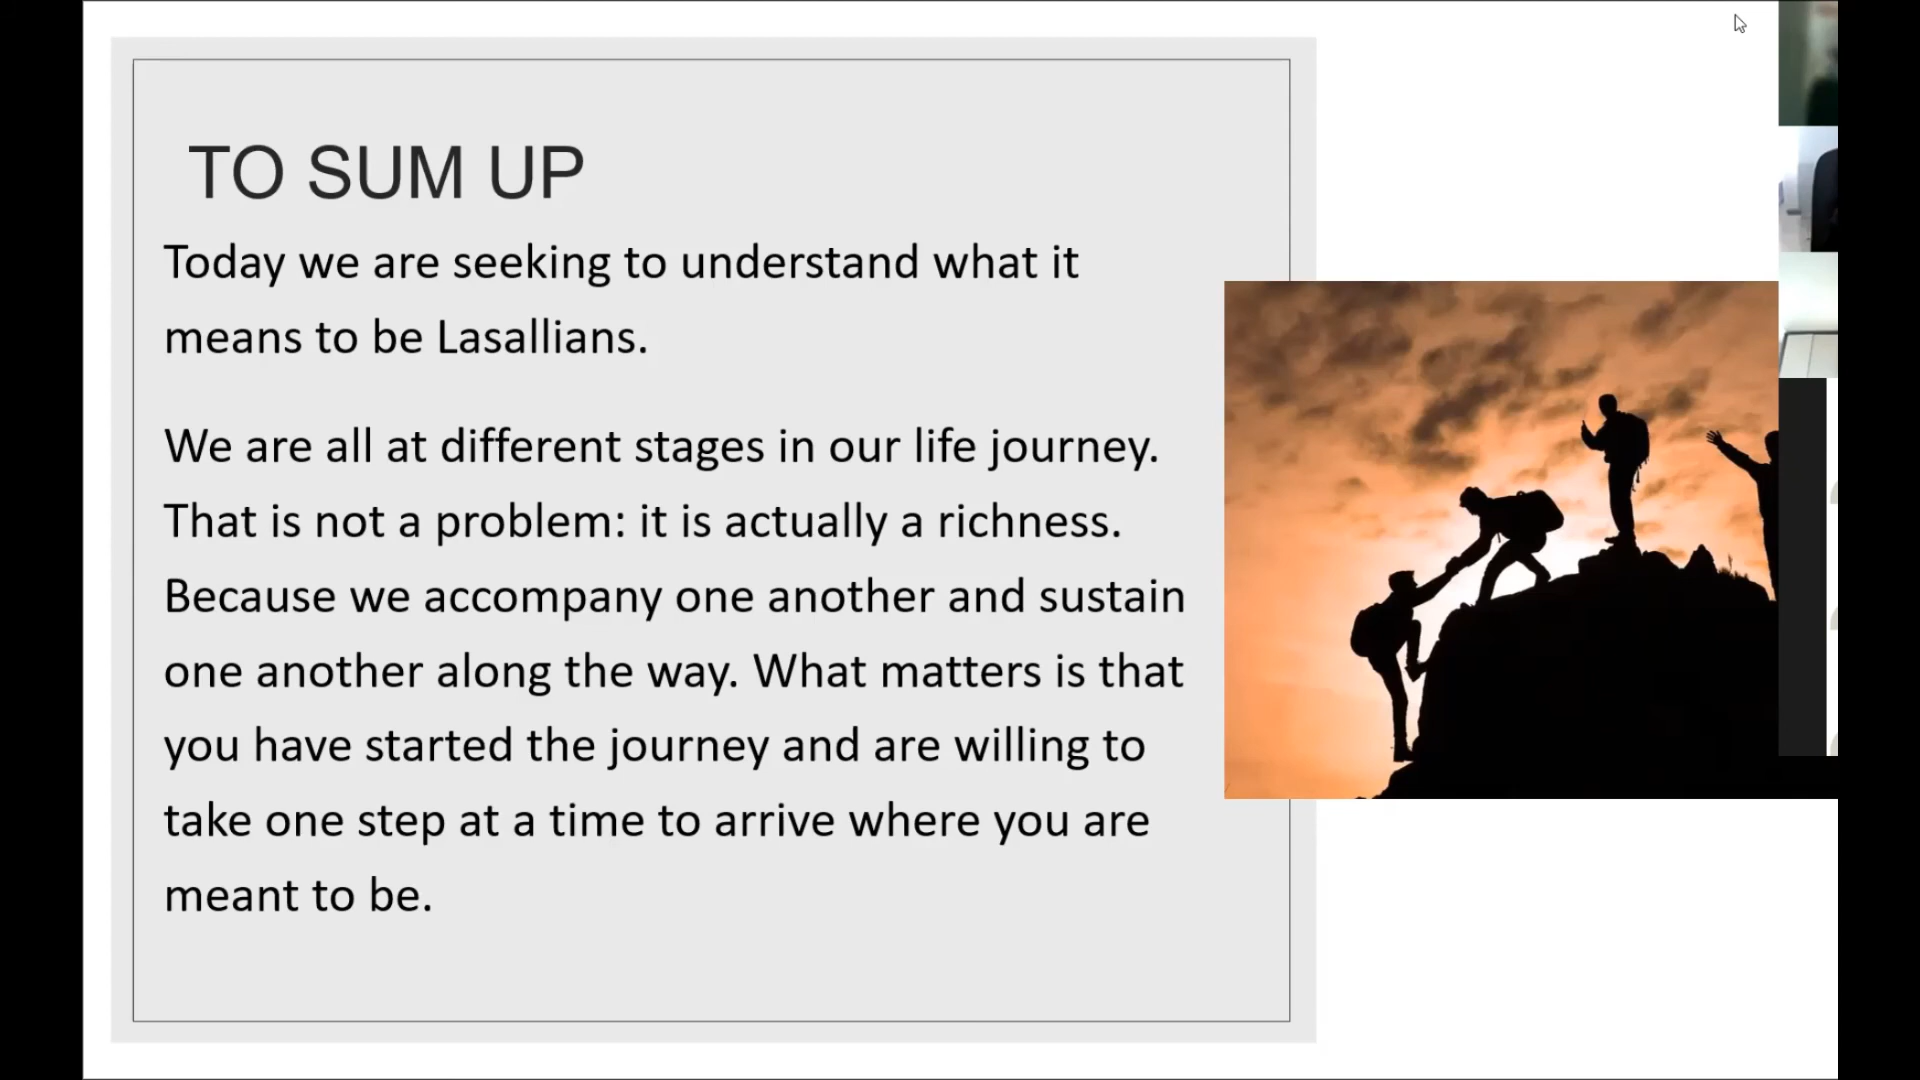 TO SUM UP
Today we are seeking to understand what it
means to be Lasallians.
We are all at different stages in our life journey.
That is not a problem: it is actually a richness.
Because we accompany one another and sustain
one another along the way. What matters is that
you have started the journey and are willing to
take one step at a time to arrive where you are
meant to be.